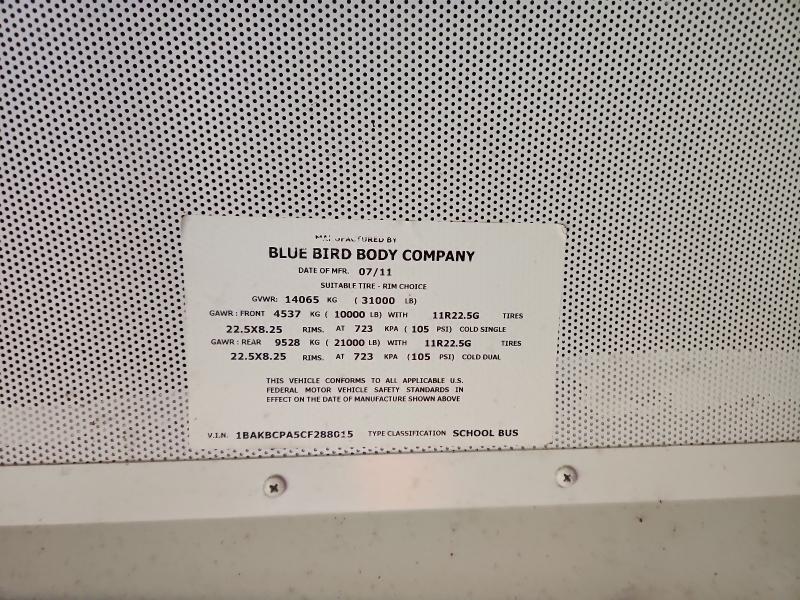 MANUFACTURED BY
BLUE BIRD BODY COMPANY
DATE OF MFR. 07/11
SUITABLE TIRE - RIM CHOICE
GVWR: 14065 KG ( 31000 LB)
GAWR : FRONT 4537 KG ( 10000 LB) WITH 11R22.5G TIRES
22.5X8.25 RIMS. AT 723 KPA ( 105 PSI) COLD SINGLE
GAWR : REAR 9528 KG ( 21000 LB) WITH 11R22.5G TIRES
22.5X8.25 RIMS. AT 723 KPA (105 PSI) COLD DUAL
THIS VEHICLE CONFORMS TO ALL APPLICABLE U.S.
FEDERAL MOTOR VEHICLE SAFETY STANDARDS IN
EFFECT ON THE DATE OF MANUFACTURE SHOWN ABOVE
V.I.N. 1BAKBCPA5CF288015 TYPE CLASSIFICATION SCHOOL BUS